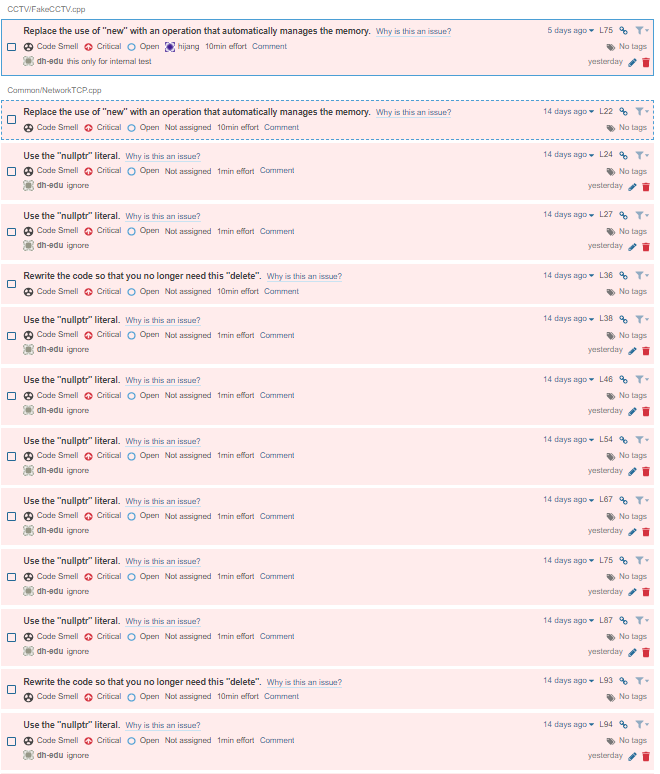 CCTV/FakeCCTV.cpp
Replace the use of "new" with an operation that automatically manages the memory. Why is this an issue? 5 days ago L75
Code Smell Critical Open hijang 10min effort Comment No tags
dh-edu this only for internal test yesterday
Common/NetworkTCP.cpp
Replace the use of "new" with an operation that automatically manages the memory. Why is this an issue? 14 days ago L22
Code Smell Critical Open Not assigned 10min effort Comment No tags
Use the "nullptr" literal. Why is this an issue? 14 days ago L24
Code Smell Critical Open Not assigned 1min effort Comment No tags
dh-edu ignore yesterday
Use the "nullptr" literal. Why is this an issue? 14 days ago L27
Code Smell Critical Open Not assigned 1min effort Comment No tags
dh-edu ignore yesterday
Rewrite the code so that you no longer need this "delete". Why is this an issue? 14 days ago L36
Code Smell Critical Open Not assigned 10min effort Comment No tags
Use the "nullptr" literal. Why is this an issue? 14 days ago L38
Code Smell Critical Open Not assigned 1min effort Comment No tags
dh-edu ignore yesterday
Use the "nullptr" literal. Why is this an issue? 14 days ago L46
Code Smell Critical Open Not assigned 1min effort Comment No tags
dh-edu ignore yesterday
Use the "nullptr" literal. Why is this an issue? 14 days ago L54
Code Smell Critical Open Not assigned 1min effort Comment No tags
dh-edu ignore yesterday
Use the "nullptr" literal. Why is this an issue? 14 days ago L67
Code Smell Critical Open Not assigned 1min effort Comment No tags
dh-edu ignore yesterday
Use the "nullptr" literal. Why is this an issue? 14 days ago L75
Code Smell Critical Open Not assigned 1min effort Comment No tags
dh-edu ignore yesterday
Use the "nullptr" literal. Why is this an issue? 14 days ago L87
Code Smell Critical Open Not assigned 1min effort Comment No tags
dh-edu ignore yesterday
Rewrite the code so that you no longer need this "delete". Why is this an issue? 14 days ago L93
Code Smell Critical Open Not assigned 10min effort Comment No tags
Use the "nullptr" literal. Why is this an issue? 14 days ago L94
Code Smell Critical Open Not assigned 1min effort Comment No tags
dh-edu ignore yesterday